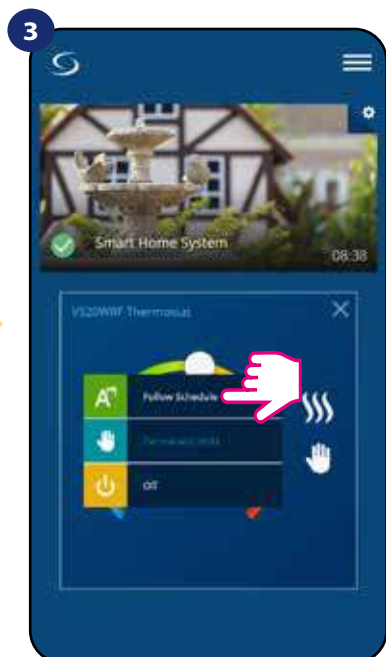 3
Smart Home System
08:38
VS20WRF Thermostat
Follow Schedule
Permanent Hold
Off